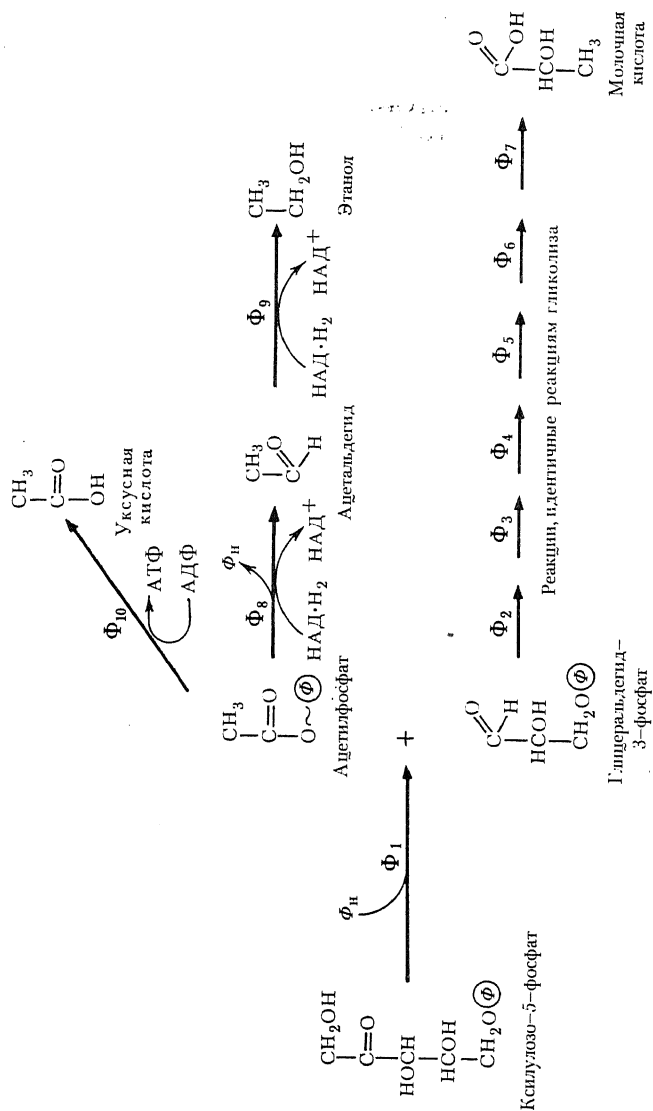 CH₂OH
C=O
HOCH
HCOH
CH₂OФ
Ксилулозо-5-фосфат
Фн
Ф₁
+
CH₃
C=O
O~Ф
Ацетилфосфат
Ф₁₀
АДФ
АТФ
CH₃
C=O
OH
Уксусная
кислота
Ф₈
Фн
НАД·Н₂ НАД⁺
CH₃
C
O
H
Ацетальдегид
Ф₉
НАД·Н₂ НАД⁺
CH₃
CH₂OH
Этанол
O
C
H
HCOH
CH₂OФ
Глицеральдегид-
3-фосфат
Ф₂ Ф₃ Ф₄ Ф₅ Ф₆ Ф₇
Реакции, идентичные реакциям гликолиза
O
C
OH
HCOH
CH₃
Молочная
кислота